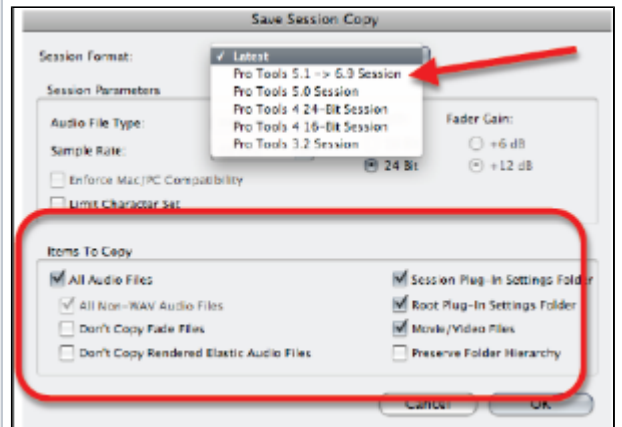 Save Session Copy
Session Format:
✓ Latest
Pro Tools 5.1 -> 6.9 Session
Pro Tools 5.0 Session
Pro Tools 4 24-Bit Session
Pro Tools 4 16-Bit Session
Pro Tools 3.2 Session
Session Parameters
Audio File Type:
Fader Gain:
+6 dB
Sample Rate:
24 Bit
+12 dB
Enforce Mac/PC Compatibility
Limit Character Set
Items To Copy
All Audio Files
Session Plug-In Settings Folder
All Non-WAV Audio Files
Root Plug-In Settings Folder
Don't Copy Fade Files
Movie/Video Files
Don't Copy Rendered Elastic Audio Files
Preserve Folder Hierarchy
Cancel
OK